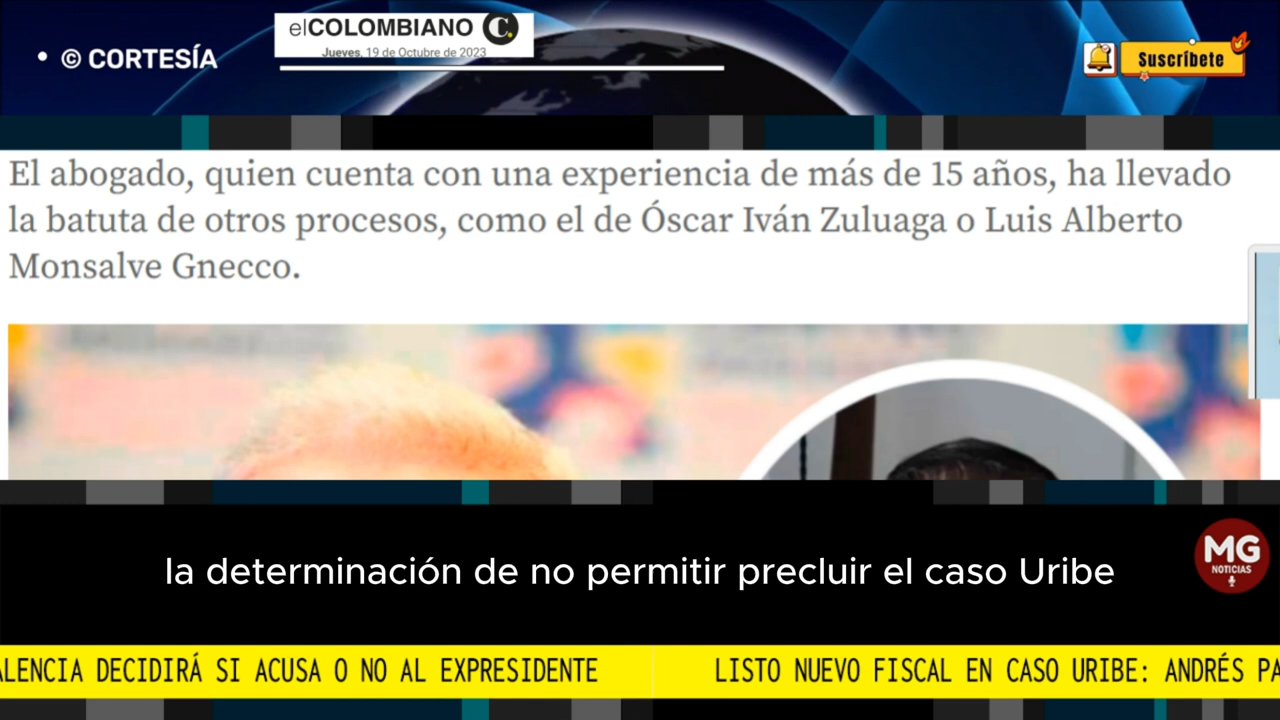 • © CORTESÍA
elCOLOMBIANO C.
Jueves, 19 de Octubre de 2023
Suscríbete
El abogado, quien cuenta con una experiencia de más de 15 años, ha llevado
la batuta de otros procesos, como el de Óscar Iván Zuluaga o Luis Alberto
Monsalve Gnecco.
la determinación de no permitir precluir el caso Uribe
MG
NOTICIAS
ALENCIA DECIDIRÁ SI ACUSA O NO AL EXPRESIDENTE LISTO NUEVO FISCAL EN CASO URIBE: ANDRÉS PA